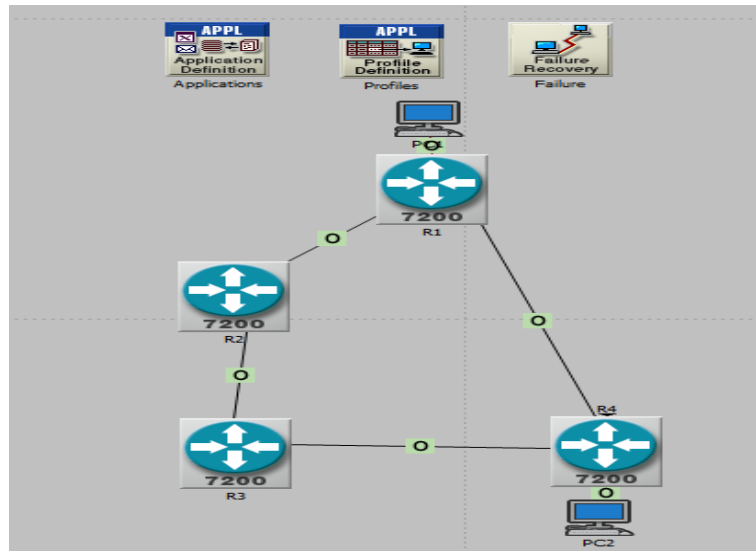 APPL
Application
Definition
Applications
APPL
Profile
Definition
Profiles
Failure
Recovery
Failure
O
7200
R1
O
7200
R2
O
O
7200
R3
O
R4
7200
O
PC2